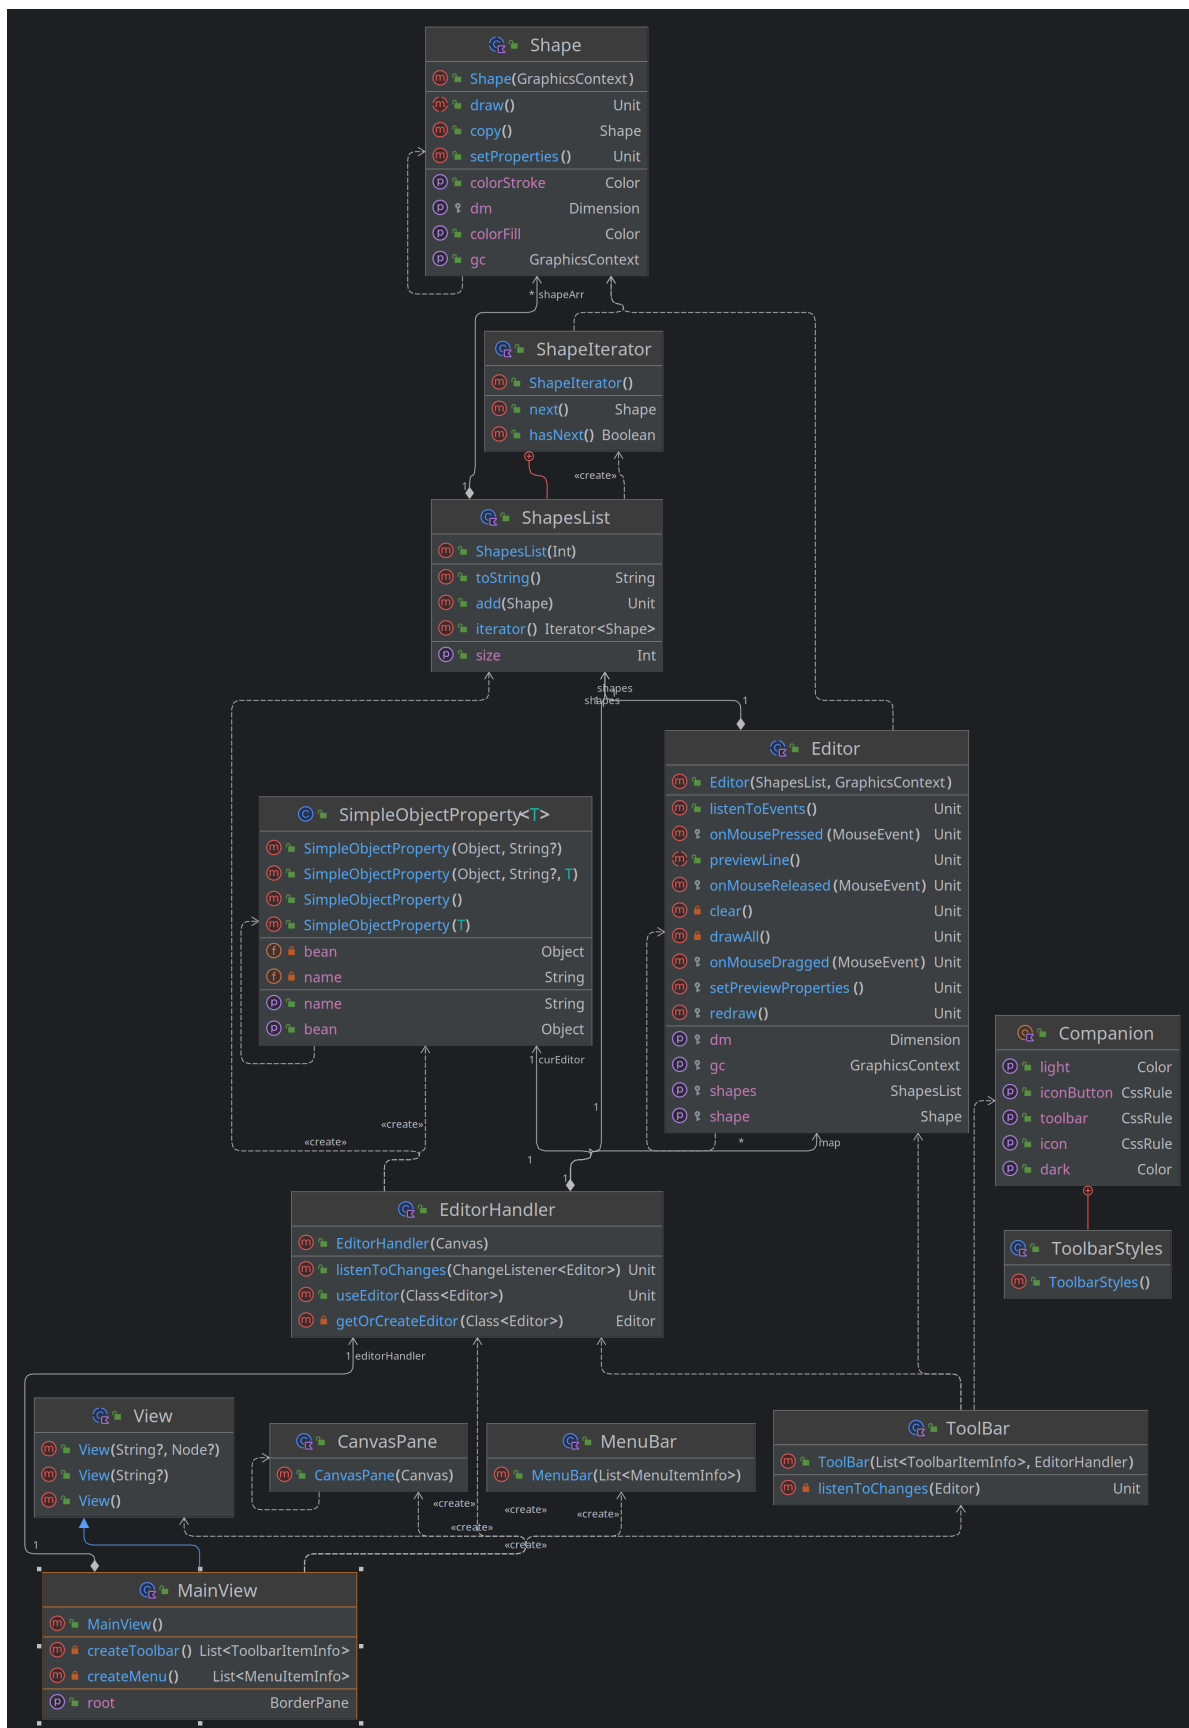 Shape
Shape(GraphicsContext)
draw() Unit
copy() Shape
setProperties() Unit
colorStroke Color
dm Dimension
colorFill Color
gc GraphicsContext
* shapeArr
ShapeIterator
ShapeIterator()
next() Shape
hasNext() Boolean
«create»
1
ShapesList
ShapesList(Int)
toString() String
add(Shape) Unit
iterator() Iterator<Shape>
size Int
shapes
1
shapes
1
1
Editor
Editor(ShapesList, GraphicsContext)
listenToEvents() Unit
onMousePressed(MouseEvent) Unit
previewLine() Unit
onMouseReleased(MouseEvent) Unit
clear() Unit
drawAll() Unit
onMouseDragged(MouseEvent) Unit
setPreviewProperties() Unit
redraw() Unit
dm Dimension
gc GraphicsContext
shapes ShapesList
shape Shape
SimpleObjectProperty<T>
SimpleObjectProperty(Object, String?)
SimpleObjectProperty(Object, String?, T)
SimpleObjectProperty()
SimpleObjectProperty(T)
bean Object
name String
name String
bean Object
1 curEditor
Companion
light Color
iconButton CssRule
toolbar CssRule
icon CssRule
dark Color
1
«create»
«create»
* map
1
1
EditorHandler
EditorHandler(Canvas)
listenToChanges(ChangeListener<Editor>) Unit
useEditor(Class<Editor>) Unit
getOrCreateEditor(Class<Editor>) Editor
ToolbarStyles
ToolbarStyles()
1 editorHandler
View
View(String?, Node?)
View(String?)
View()
CanvasPane
CanvasPane(Canvas)
MenuBar
MenuBar(List<MenuItemInfo>)
ToolBar
ToolBar(List<ToolbarItemInfo>, EditorHandler)
listenToChanges(Editor) Unit
«create»
«create»
«create»
«create»
«create»
1
MainView
MainView()
createToolbar() List<ToolbarItemInfo>
createMenu() List<MenuItemInfo>
root BorderPane